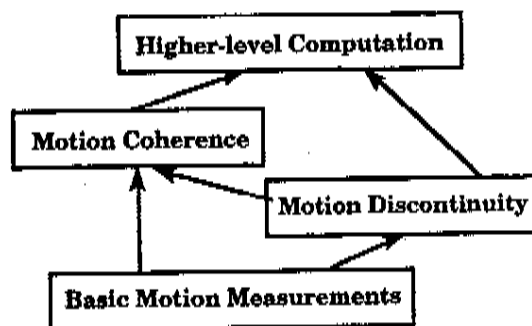 Higher-level Computation
Motion Coherence
Motion Discontinuity
Basic Motion Measurements